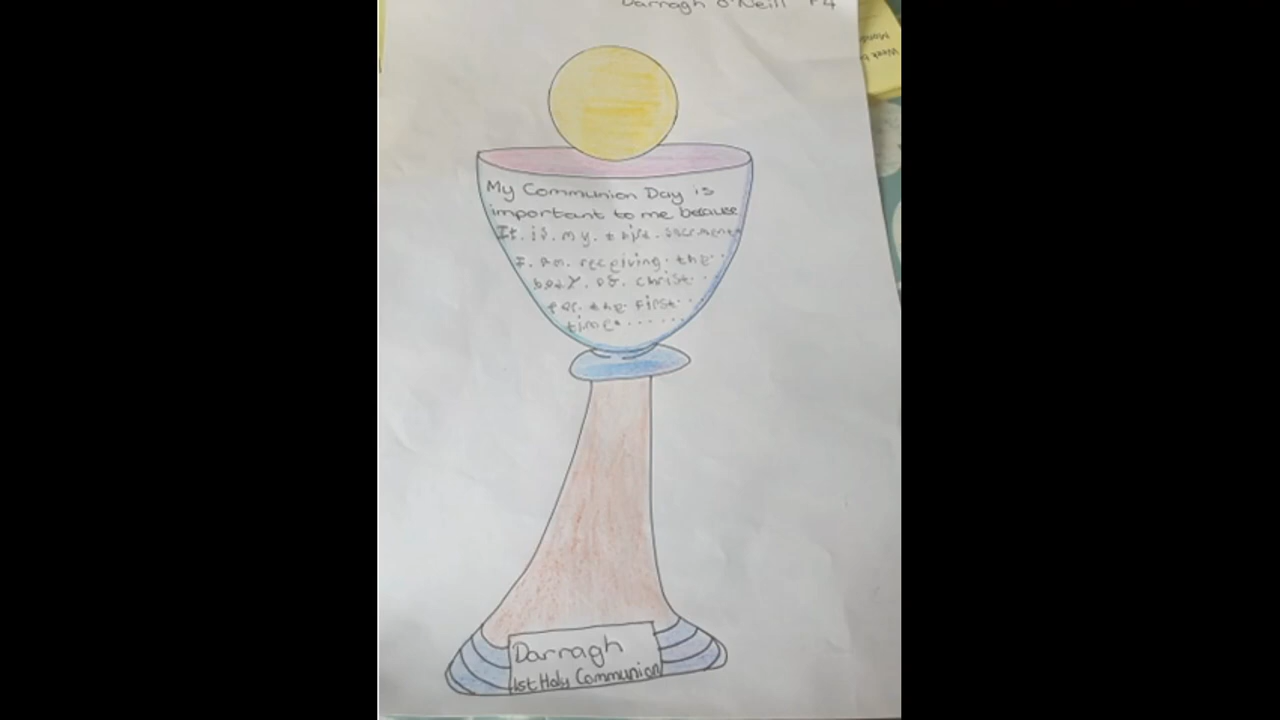 Darragh O'Neill P4
My Communion Day is
important to me because
It is my thire sacrament
I am receiving the
body of christ
for the first
time
Darragh
1st Holy Communion